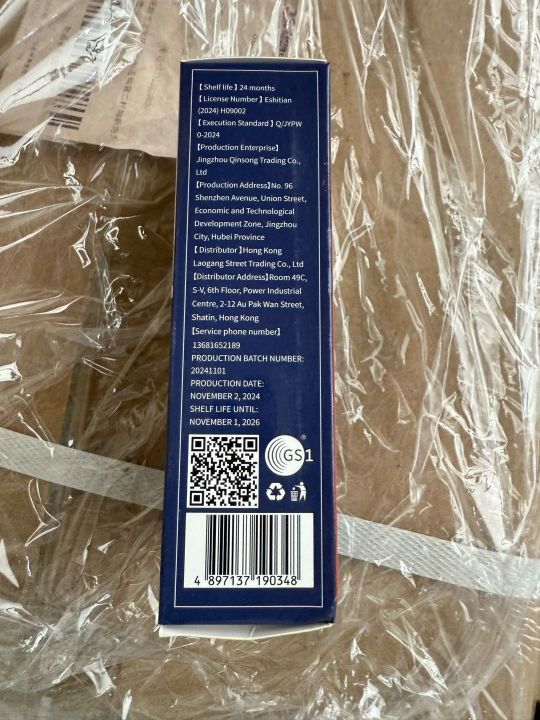 【 Shelf life 】 24 months
【 License Number 】 Eshitian
(2024) H09002
【 Execution Standard 】 Q/JYPW
0-2024
【Production Enterprise】
Jingzhou Qinsong Trading Co.,
Ltd
【Production Address】No. 96
Shenzhen Avenue, Union Street,
Economic and Technological
Development Zone, Jingzhou
City, Hubei Province
【 Distributor 】Hong Kong
Laogang Street Trading Co., Ltd
【Distributor Address】Room 49C,
S-V, 6th Floor, Power Industrial
Centre, 2-12 Au Pak Wan Street,
Shatin, Hong Kong
【Service phone number】
13681652189
PRODUCTION BATCH NUMBER:
20241101
PRODUCTION DATE:
NOVEMBER 2, 2024
SHELF LIFE UNTIL:
NOVEMBER 1, 2026
GS1
®
4 897137 190348